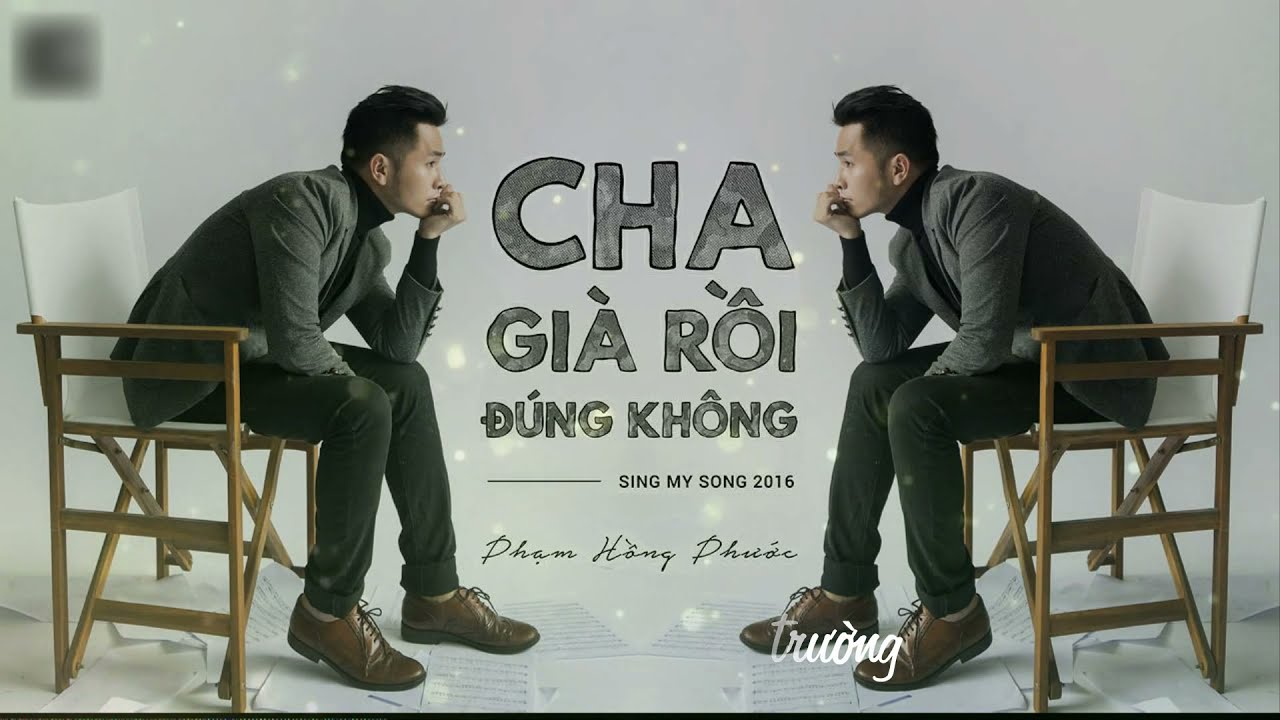 CHA
GIÀ RỒI
ĐÚNG KHÔNG
SING MY SONG 2016
Phạm Hồng Phước
trường